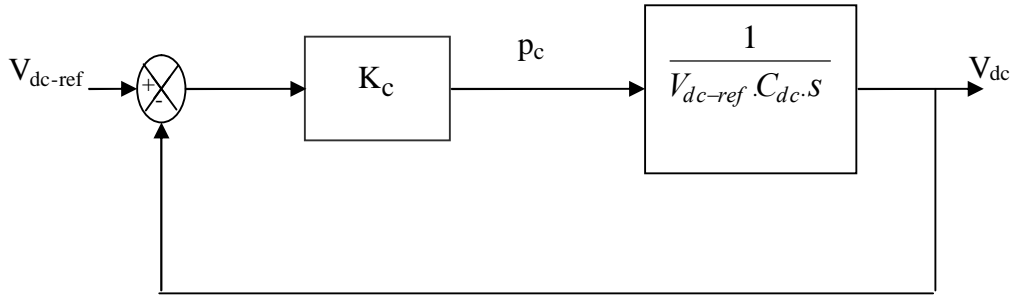 V_dc-ref
+
-
K_c
p_c
1
V_dc–ref .C_dc.s
V_dc